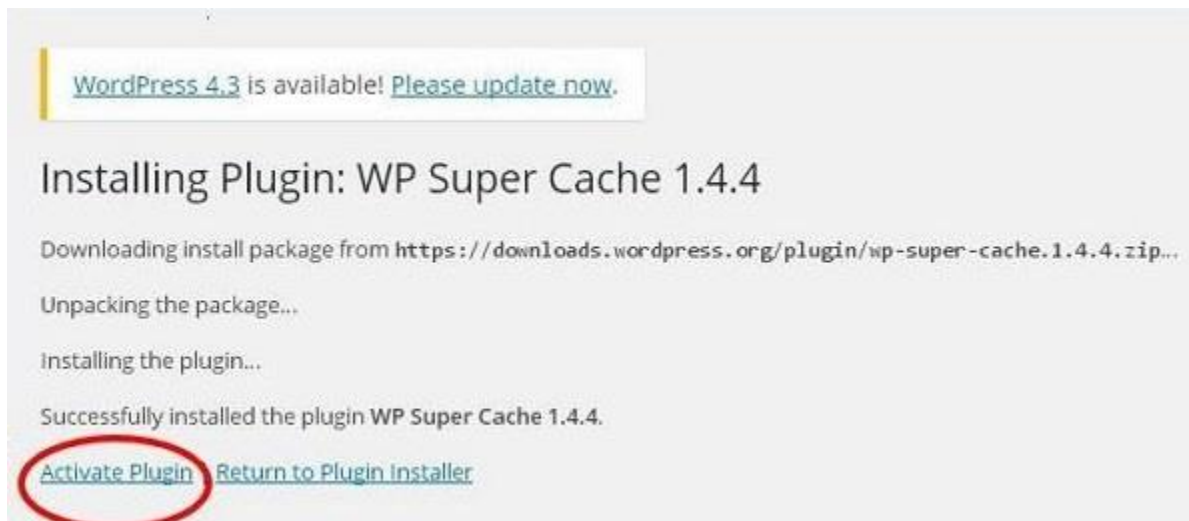 WordPress 4.3 is available! Please update now.
Installing Plugin: WP Super Cache 1.4.4
Downloading install package from https://downloads.wordpress.org/plugin/wp-super-cache.1.4.4.zip...
Unpacking the package...
Installing the plugin...
Successfully installed the plugin WP Super Cache 1.4.4.
Activate Plugin | Return to Plugin Installer